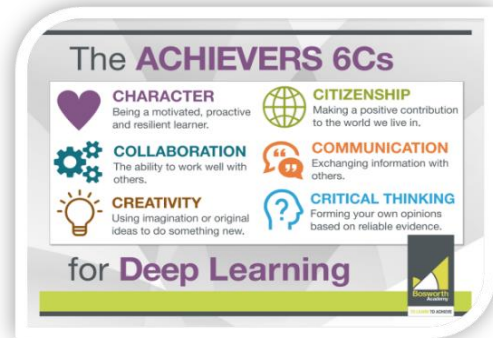 The ACHIEVERS 6Cs
CHARACTER
Being a motivated, proactive
and resilient learner.
COLLABORATION
The ability to work well with
others.
CREATIVITY
Using imagination or original
ideas to do something new.
CITIZENSHIP
Making a positive contribution
to the world we live in.
COMMUNICATION
Exchanging information with
others.
CRITICAL THINKING
Forming your own opinions
based on reliable evidence.
for Deep Learning
Bosworth
Academy
TO ACHIEVE